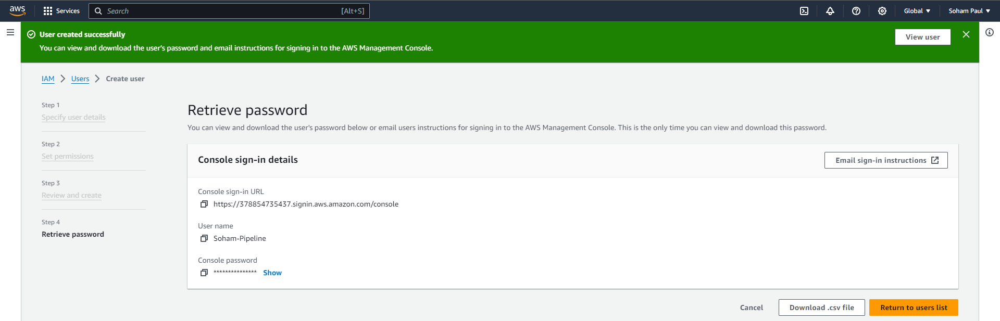 aws Services Search [Alt+S] Global Soham Paul
User created successfully
You can view and download the user's password and email instructions for signing in to the AWS Management Console.
View user
IAM Users Create user
Step 1
Specify user details
Step 2
Set permissions
Step 3
Review and create
Step 4
Retrieve password
Retrieve password
You can view and download the user's password below or email users instructions for signing in to the AWS Management Console. This is the only time you can view and download this password.
Console sign-in details
Email sign-in instructions
Console sign-in URL
https://378854735437.signin.aws.amazon.com/console
User name
Soham-Pipeline
Console password
*************** Show
Cancel Download .csv file Return to users list